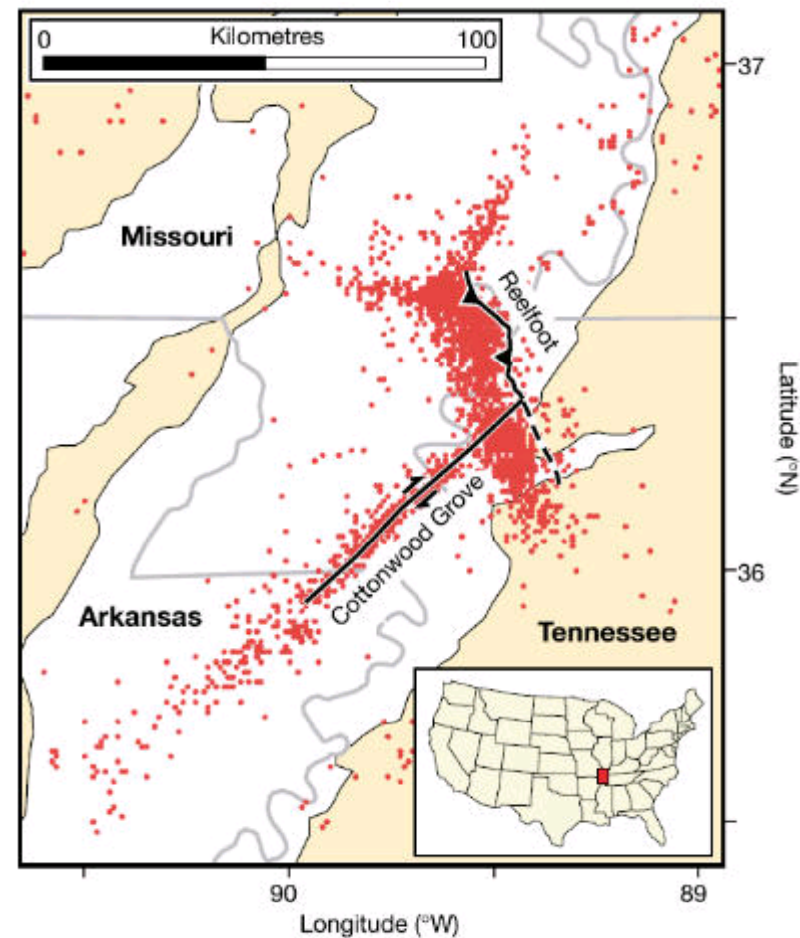 0 Kilometres 100
37
Missouri
Reelfoot
Latitude (°N)
Cottonwood Grove
36
Arkansas
Tennessee
90
89
Longitude (°W)